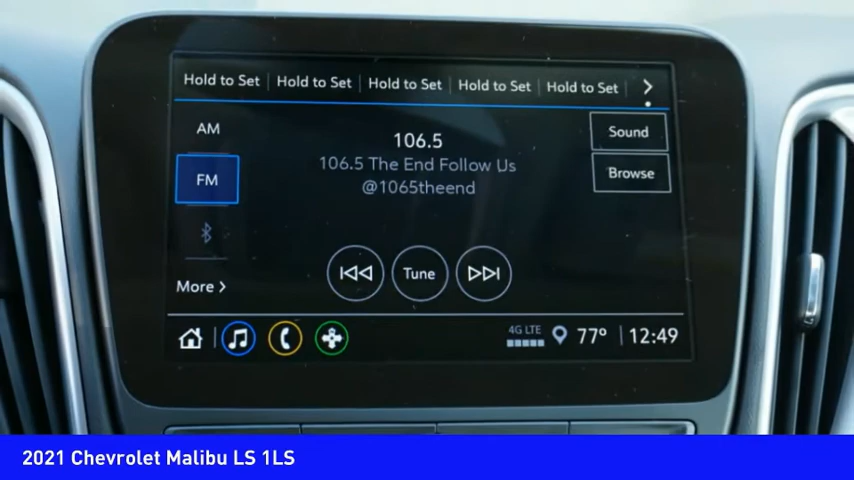 Hold to Set Hold to Set Hold to Set Hold to Set Hold to Set
AM
106.5
Sound
FM
106.5 The End Follow Us
@1065theend
Browse
More
Tune
4G LTE
77° 12:49
2021 Chevrolet Malibu LS 1LS